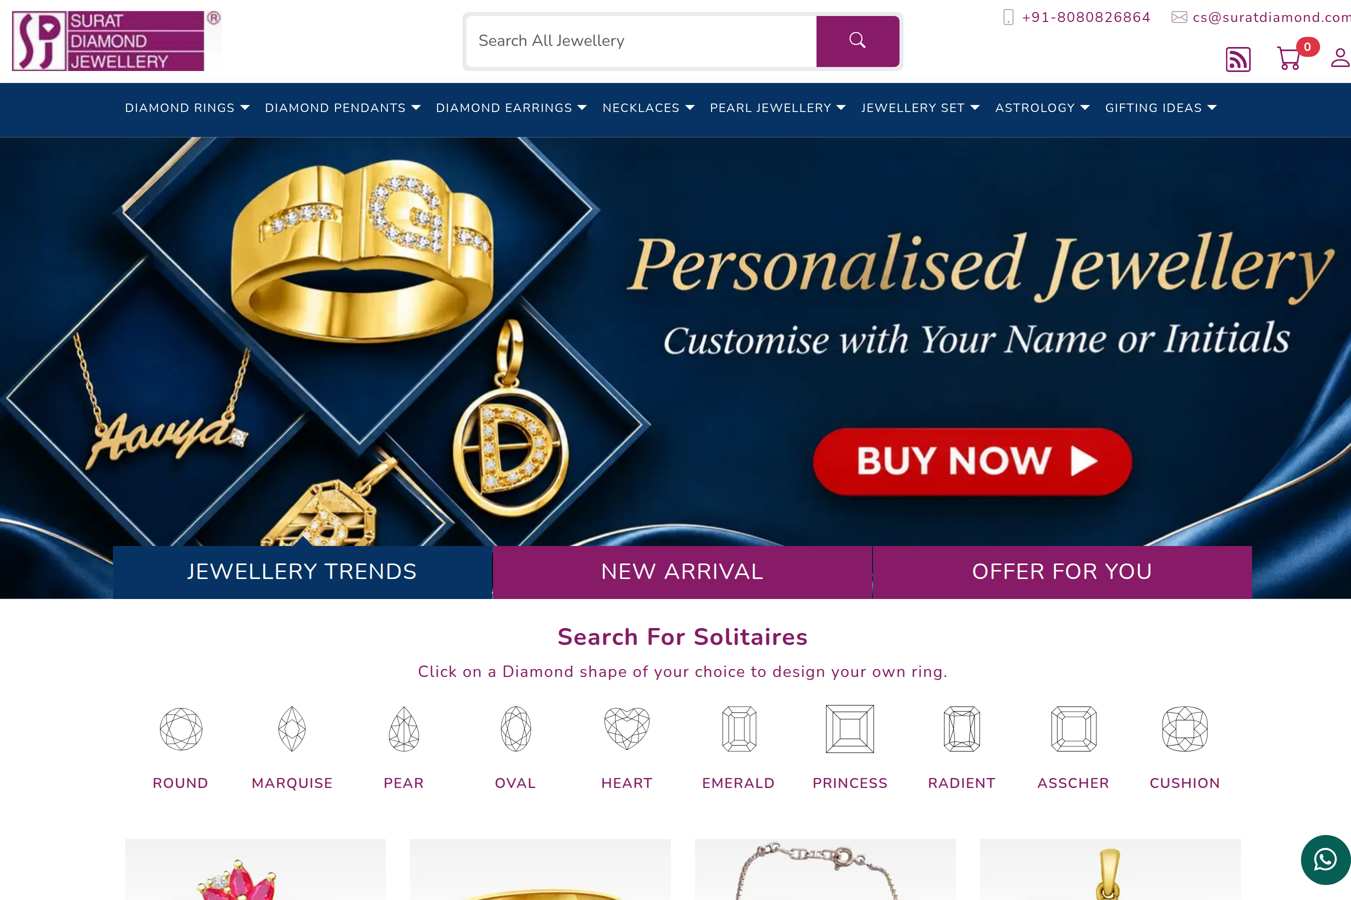 SURAT
DIAMOND
JEWELLERY
®
Search All Jewellery
+91-8080826864
cs@suratdiamond.com
0
DIAMOND RINGS
DIAMOND PENDANTS
DIAMOND EARRINGS
NECKLACES
PEARL JEWELLERY
JEWELLERY SET
ASTROLOGY
GIFTING IDEAS
Personalised Jewellery
Customise with Your Name or Initials
Aavya
D
BUY NOW
JEWELLERY TRENDS
NEW ARRIVAL
OFFER FOR YOU
Search For Solitaires
Click on a Diamond shape of your choice to design your own ring.
ROUND
MARQUISE
PEAR
OVAL
HEART
EMERALD
PRINCESS
RADIENT
ASSCHER
CUSHION